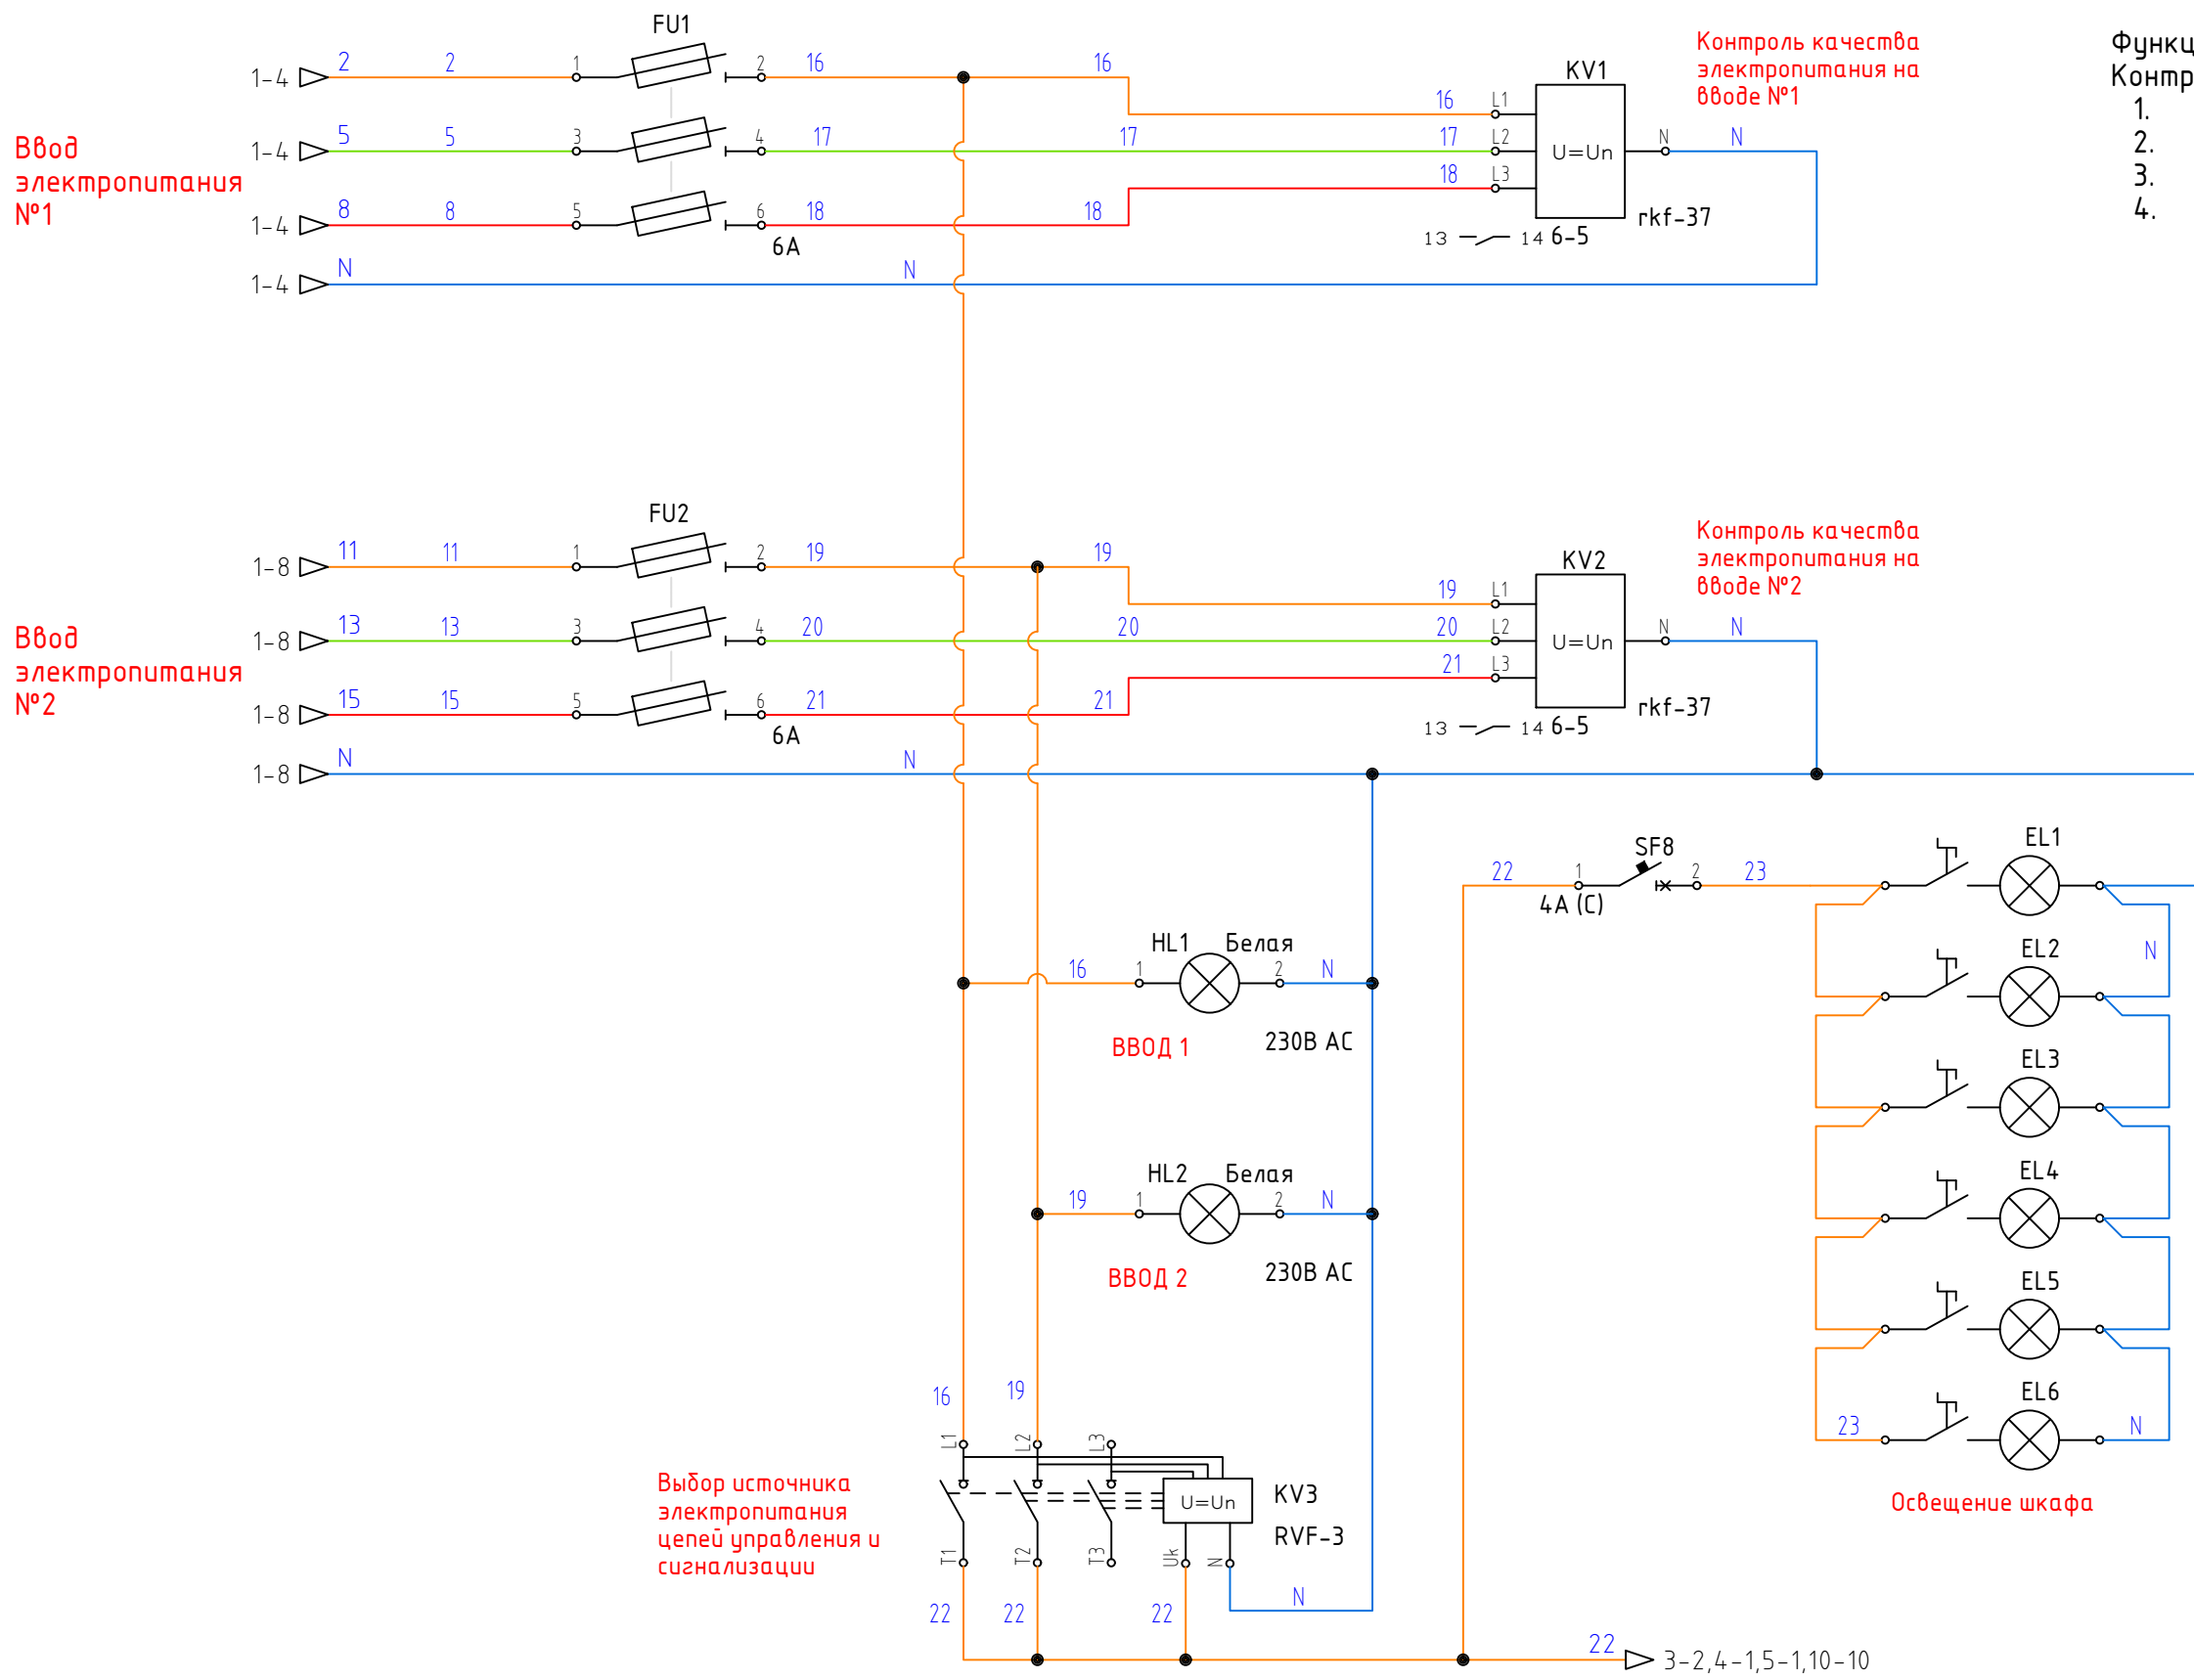 FU1
1-4 2 2 1 2 16 16
16 L1 KV1
Контроль качества
электропитания на
вводе №1
Функц
Контр
1.
2.
3.
4.
Ввод
электропитания
№1
1-4 5 5 3 4 17 17 17 L2 U=Un N N
1-4 8 8 5 6 18 18 18 L3
6А
rkf-37
13 14 6-5
1-4 N N
FU2
1-8 11 11 1 2 19 19
19 L1 KV2
Контроль качества
электропитания на
вводе №2
Ввод
электропитания
№2
1-8 13 13 3 4 20 20 20 L2 U=Un N N
1-8 15 15 5 6 21 21 21 L3
6А
rkf-37
13 14 6-5
1-8 N N
22 1 SF8 2 23
4А (С)
EL1
EL2
N
EL3
EL4
EL5
EL6
23 N
Освещение шкафа
HL1 Белая
16 1 2 N
ВВОД 1 230В АС
HL2 Белая
19 1 2 N
ВВОД 2 230В АС
16 19
L1 L2 L3
Выбор источника
электропитания
цепей управления и
сигнализации
U=Un KV3
RVF-3
T1 T2 T3 Uk N
22 22 22 N
22 3-2,4-1,5-1,10-10